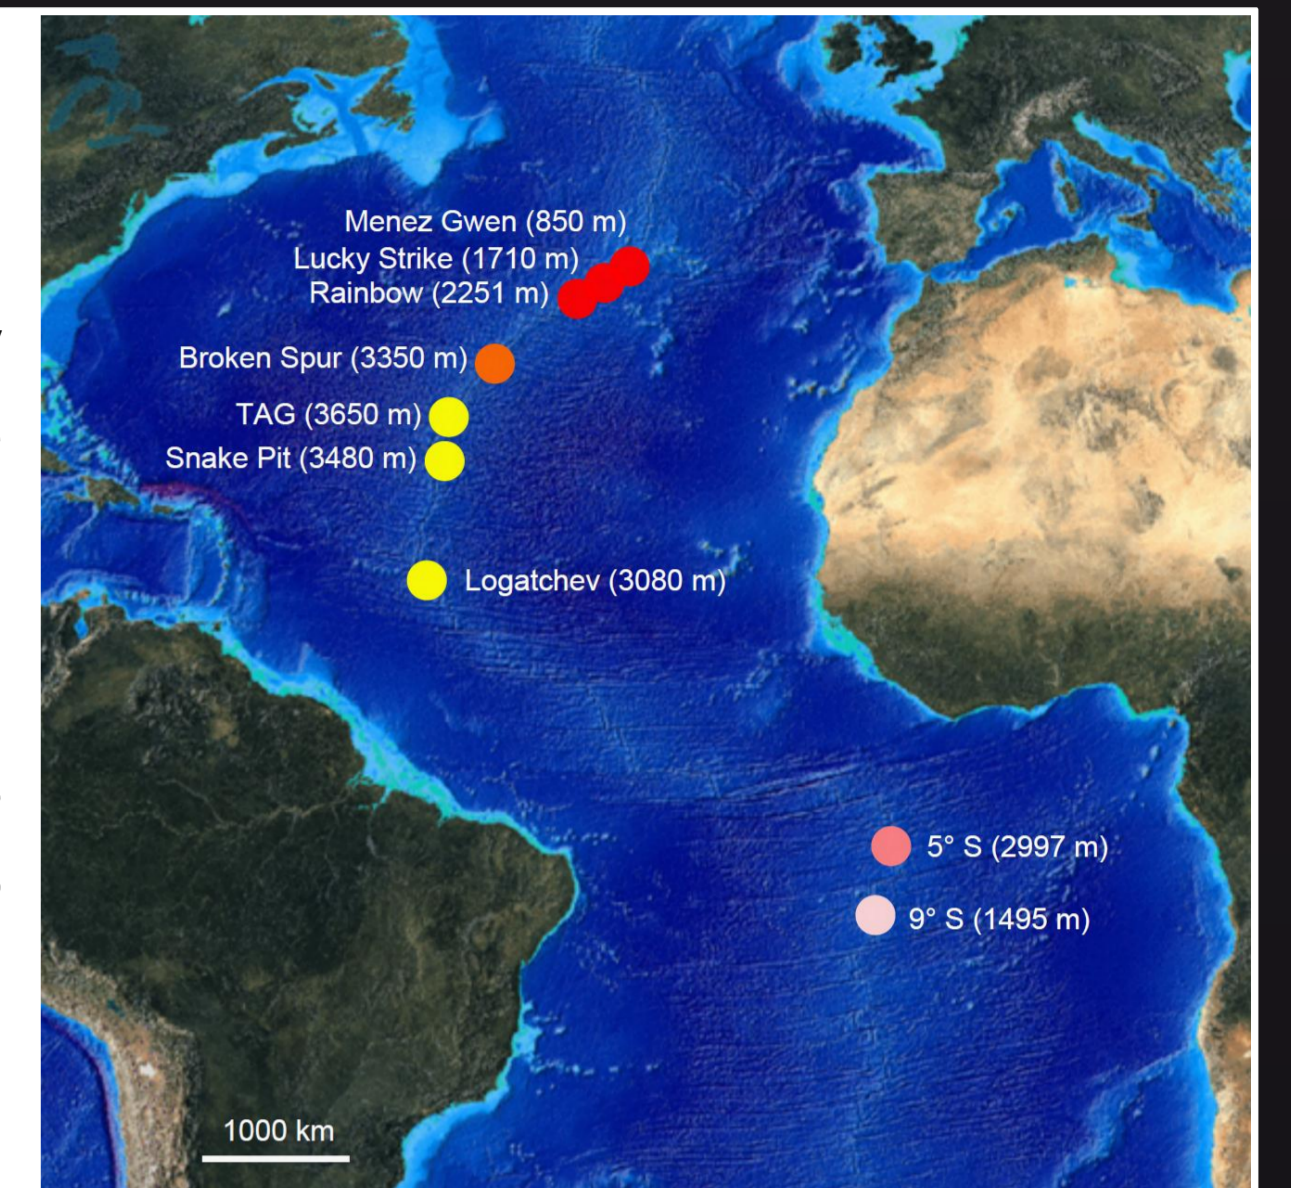 Menez Gwen (850 m)
Lucky Strike (1710 m)
Rainbow (2251 m)
Broken Spur (3350 m)
TAG (3650 m)
Snake Pit (3480 m)
Logatchev (3080 m)
5° S (2997 m)
9° S (1495 m)
1000 km